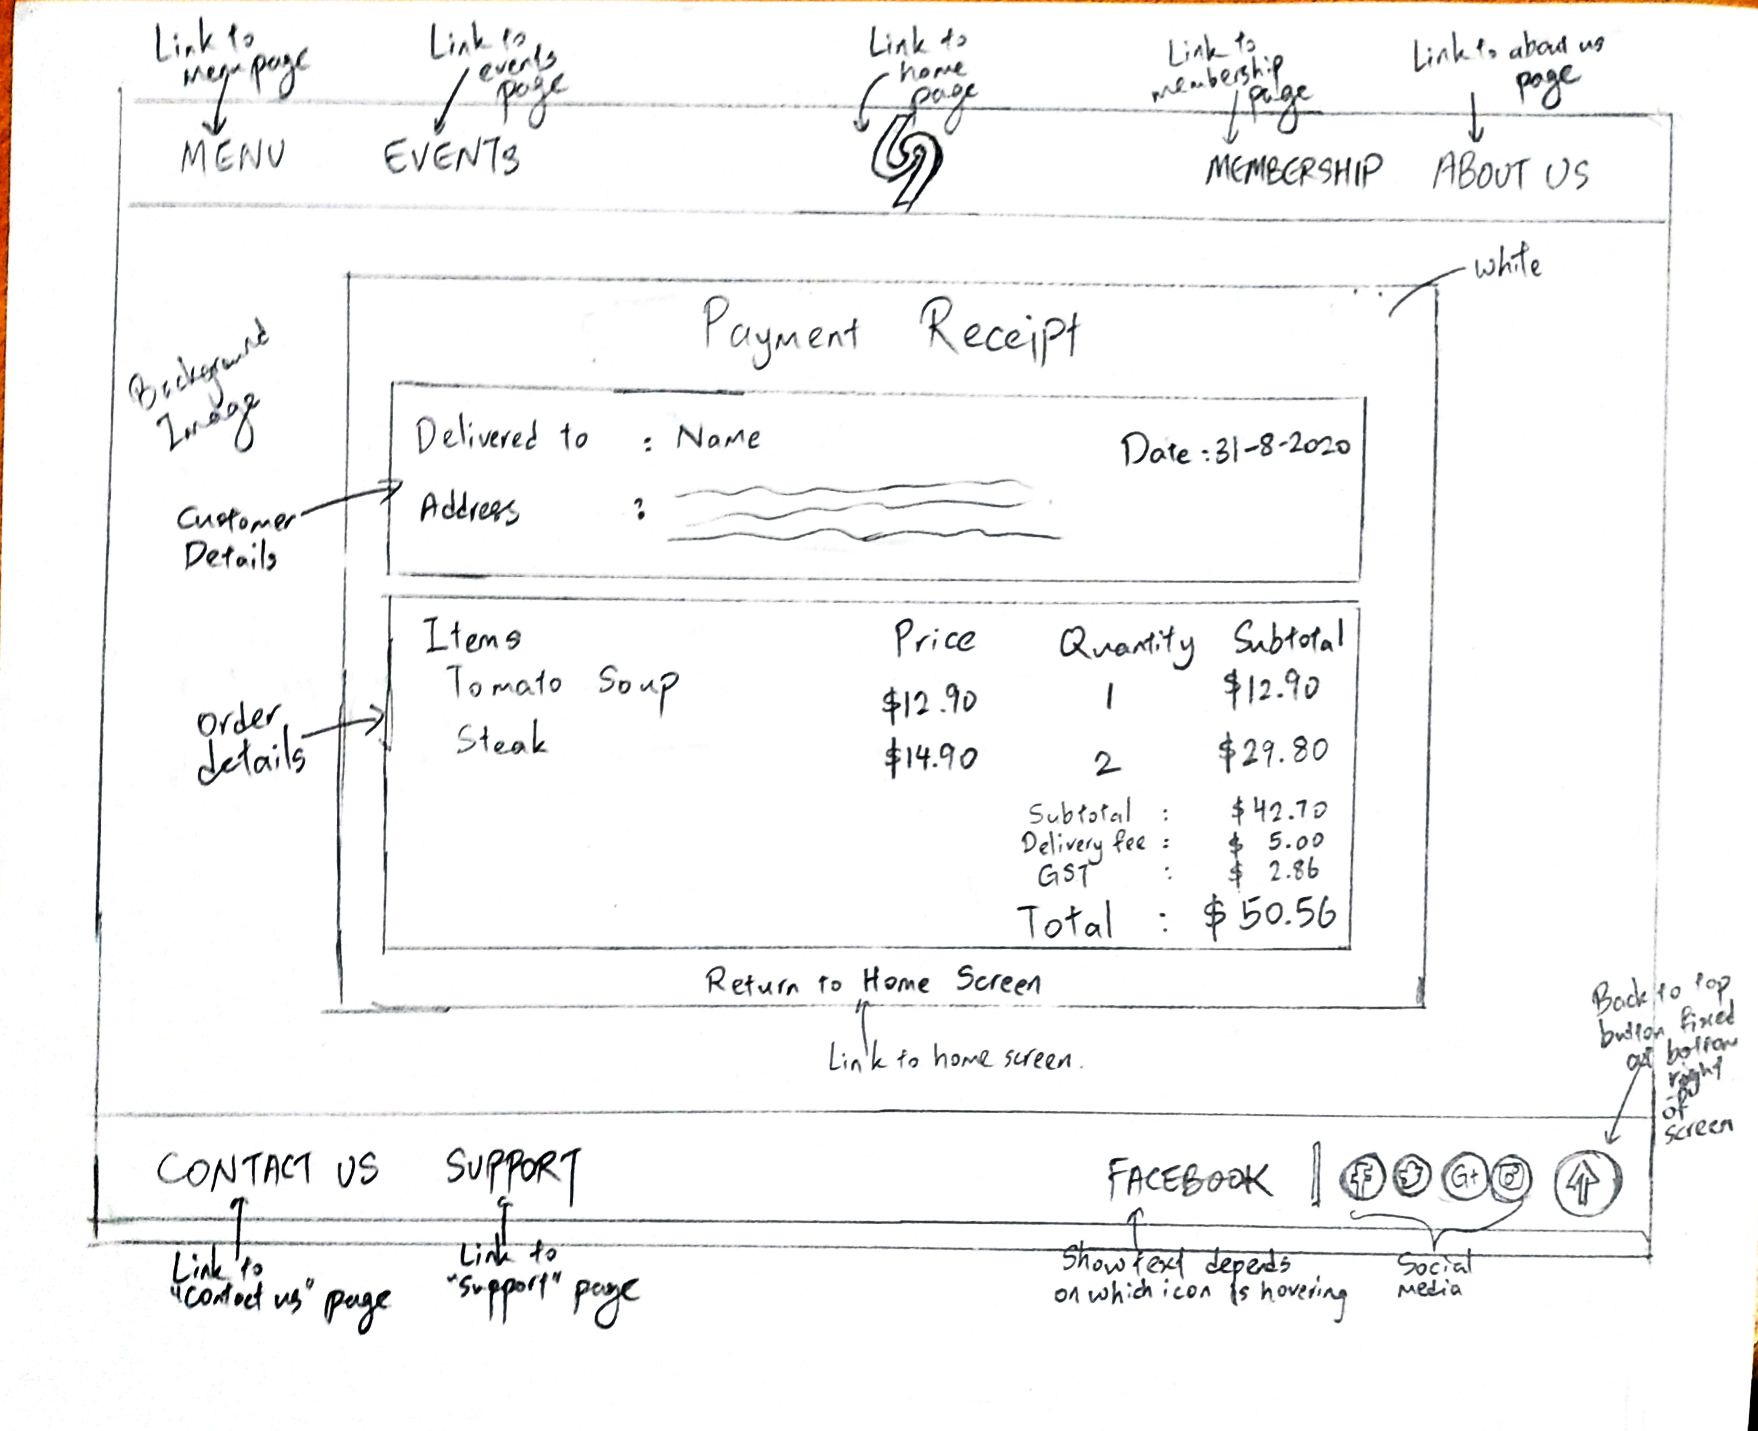 Link to
menu page
Link to
events
page
Link to
home
page
Link to
membership
page
Link to about us
page
MENU
EVENTS
MEMBERSHIP
ABOUT US
white
Payment Receipt
Background
Image
Delivered to : Name
Date : 31-8-2020
Address :
Customer
Details
Items Price Quantity Subtotal
Tomato Soup $12.90 1 $12.90
Steak $14.90 2 $29.80
Order
details
Subtotal : $42.70
Delivery fee : $ 5.00
GST : $ 2.86
Total : $50.56
Return to Home Screen
Link to home screen.
Back to top
button fixed
at bottom
right
of
screen
CONTACT US
SUPPORT
FACEBOOK
G+
Link to
"contact us" page
Link to
"support" page
Show text depends
on which icon is hovering
Social
media